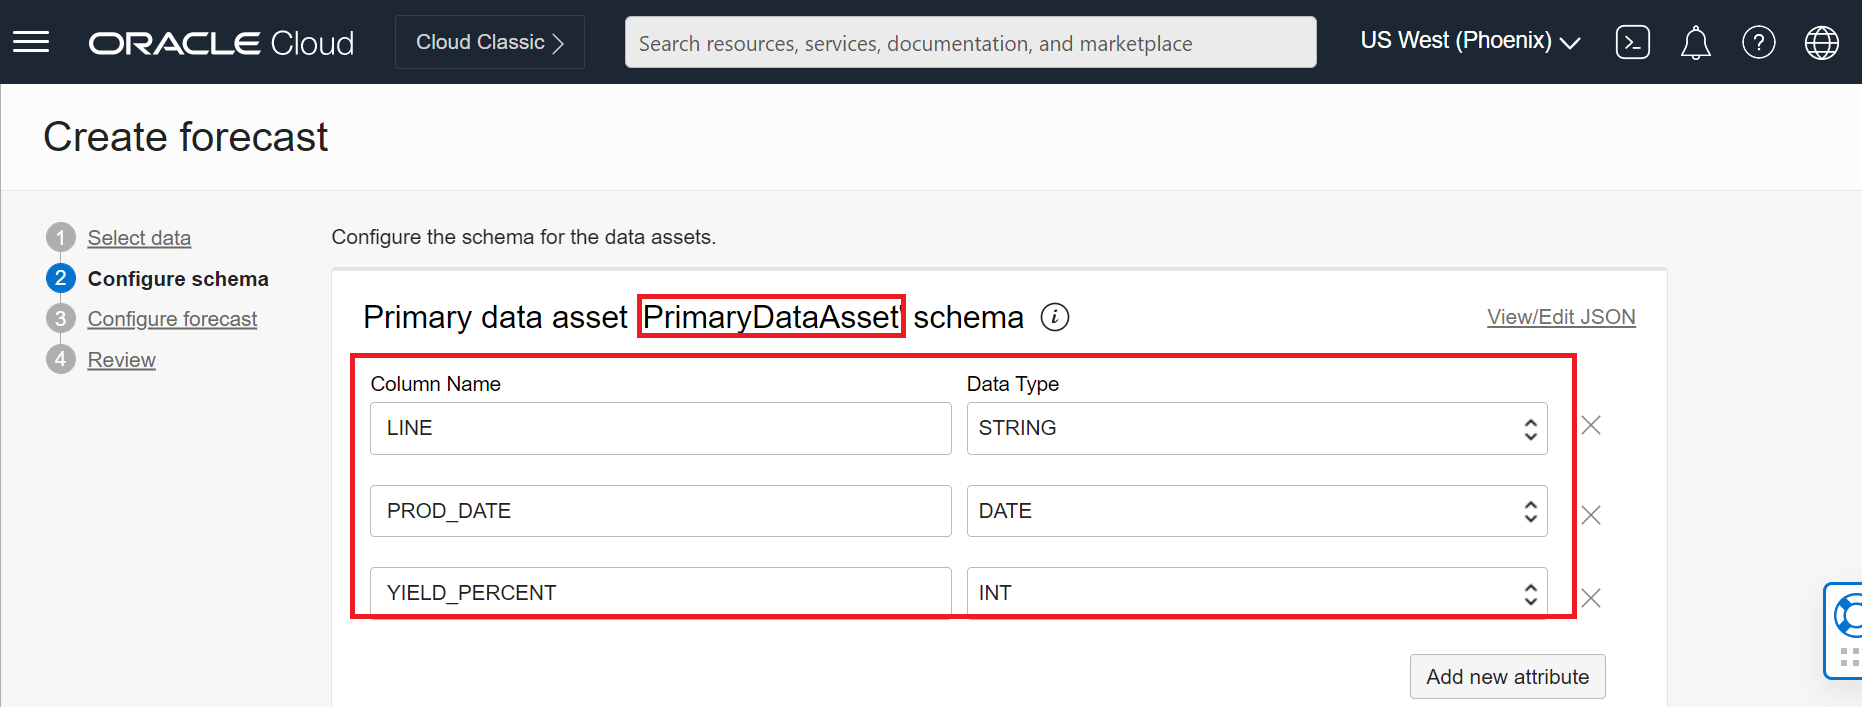 ORACLE Cloud
Cloud Classic
Search resources, services, documentation, and marketplace
US West (Phoenix)
Create forecast
1 Select data
2 Configure schema
3 Configure forecast
4 Review
Configure the schema for the data assets.
Primary data asset PrimaryDataAsset' schema
View/Edit JSON
Column Name Data Type
LINE STRING
PROD_DATE DATE
YIELD_PERCENT INT
Add new attribute